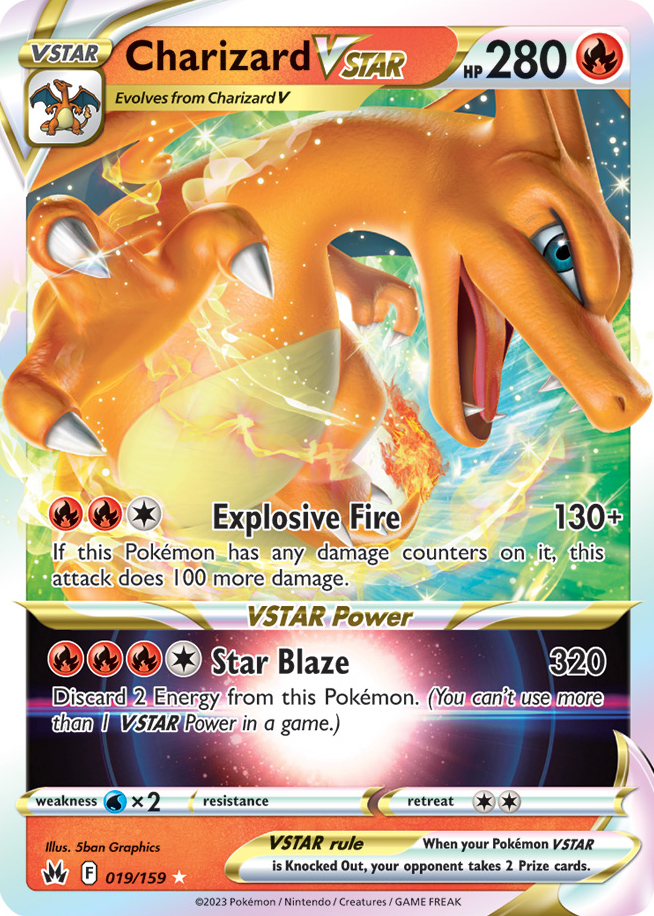 VSTAR
Charizard VSTAR
HP 280
Evolves from Charizard V
Explosive Fire 130+
If this Pokémon has any damage counters on it, this
attack does 100 more damage.
VSTAR Power
Star Blaze 320
Discard 2 Energy from this Pokémon. (You can't use more
than 1 VSTAR Power in a game.)
weakness ×2 resistance retreat
Illus. 5ban Graphics
VSTAR rule When your Pokémon VSTAR
is Knocked Out, your opponent takes 2 Prize cards.
F 019/159
©2023 Pokémon / Nintendo / Creatures / GAME FREAK